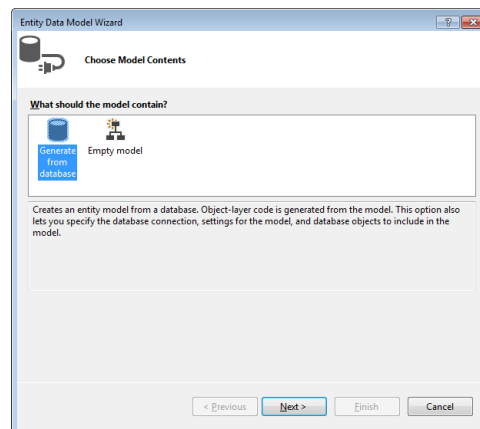 Entity Data Model Wizard
Choose Model Contents
What should the model contain?
Generate
from
database
Empty model
Creates an entity model from a database. Object-layer code is generated from the model. This option also
lets you specify the database connection, settings for the model, and database objects to include in the
model.
< Previous
Next >
Finish
Cancel